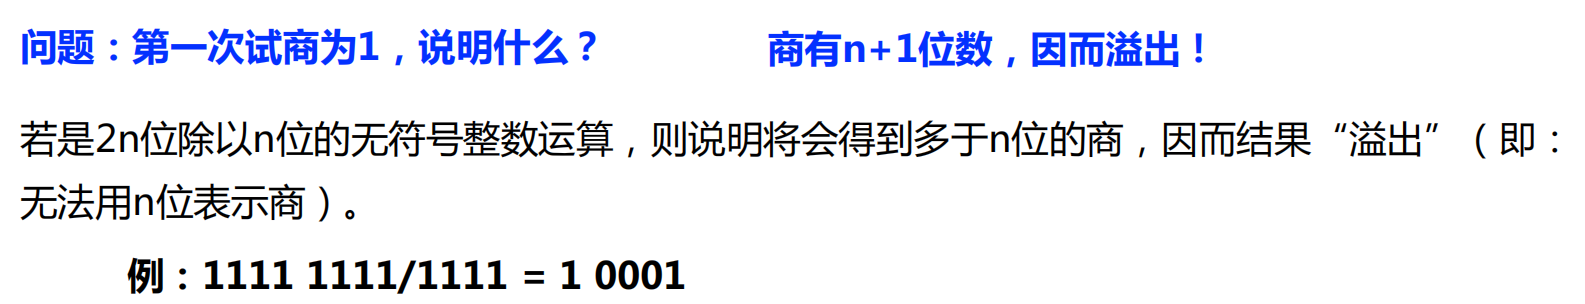 问题：第一次试商为1，说明什么？ 商有n+1位数，因而溢出！
若是2n位除以n位的无符号整数运算，则说明将会得到多于n位的商，因而结果“溢出”（即：
无法用n位表示商）。
例：1111 1111/1111 = 1 0001